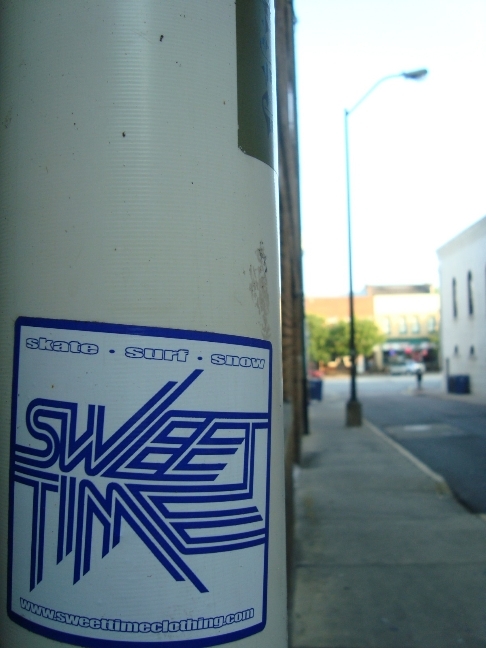 skate · surf · snow
SWEET
TIME
www.sweettimeclothing.com